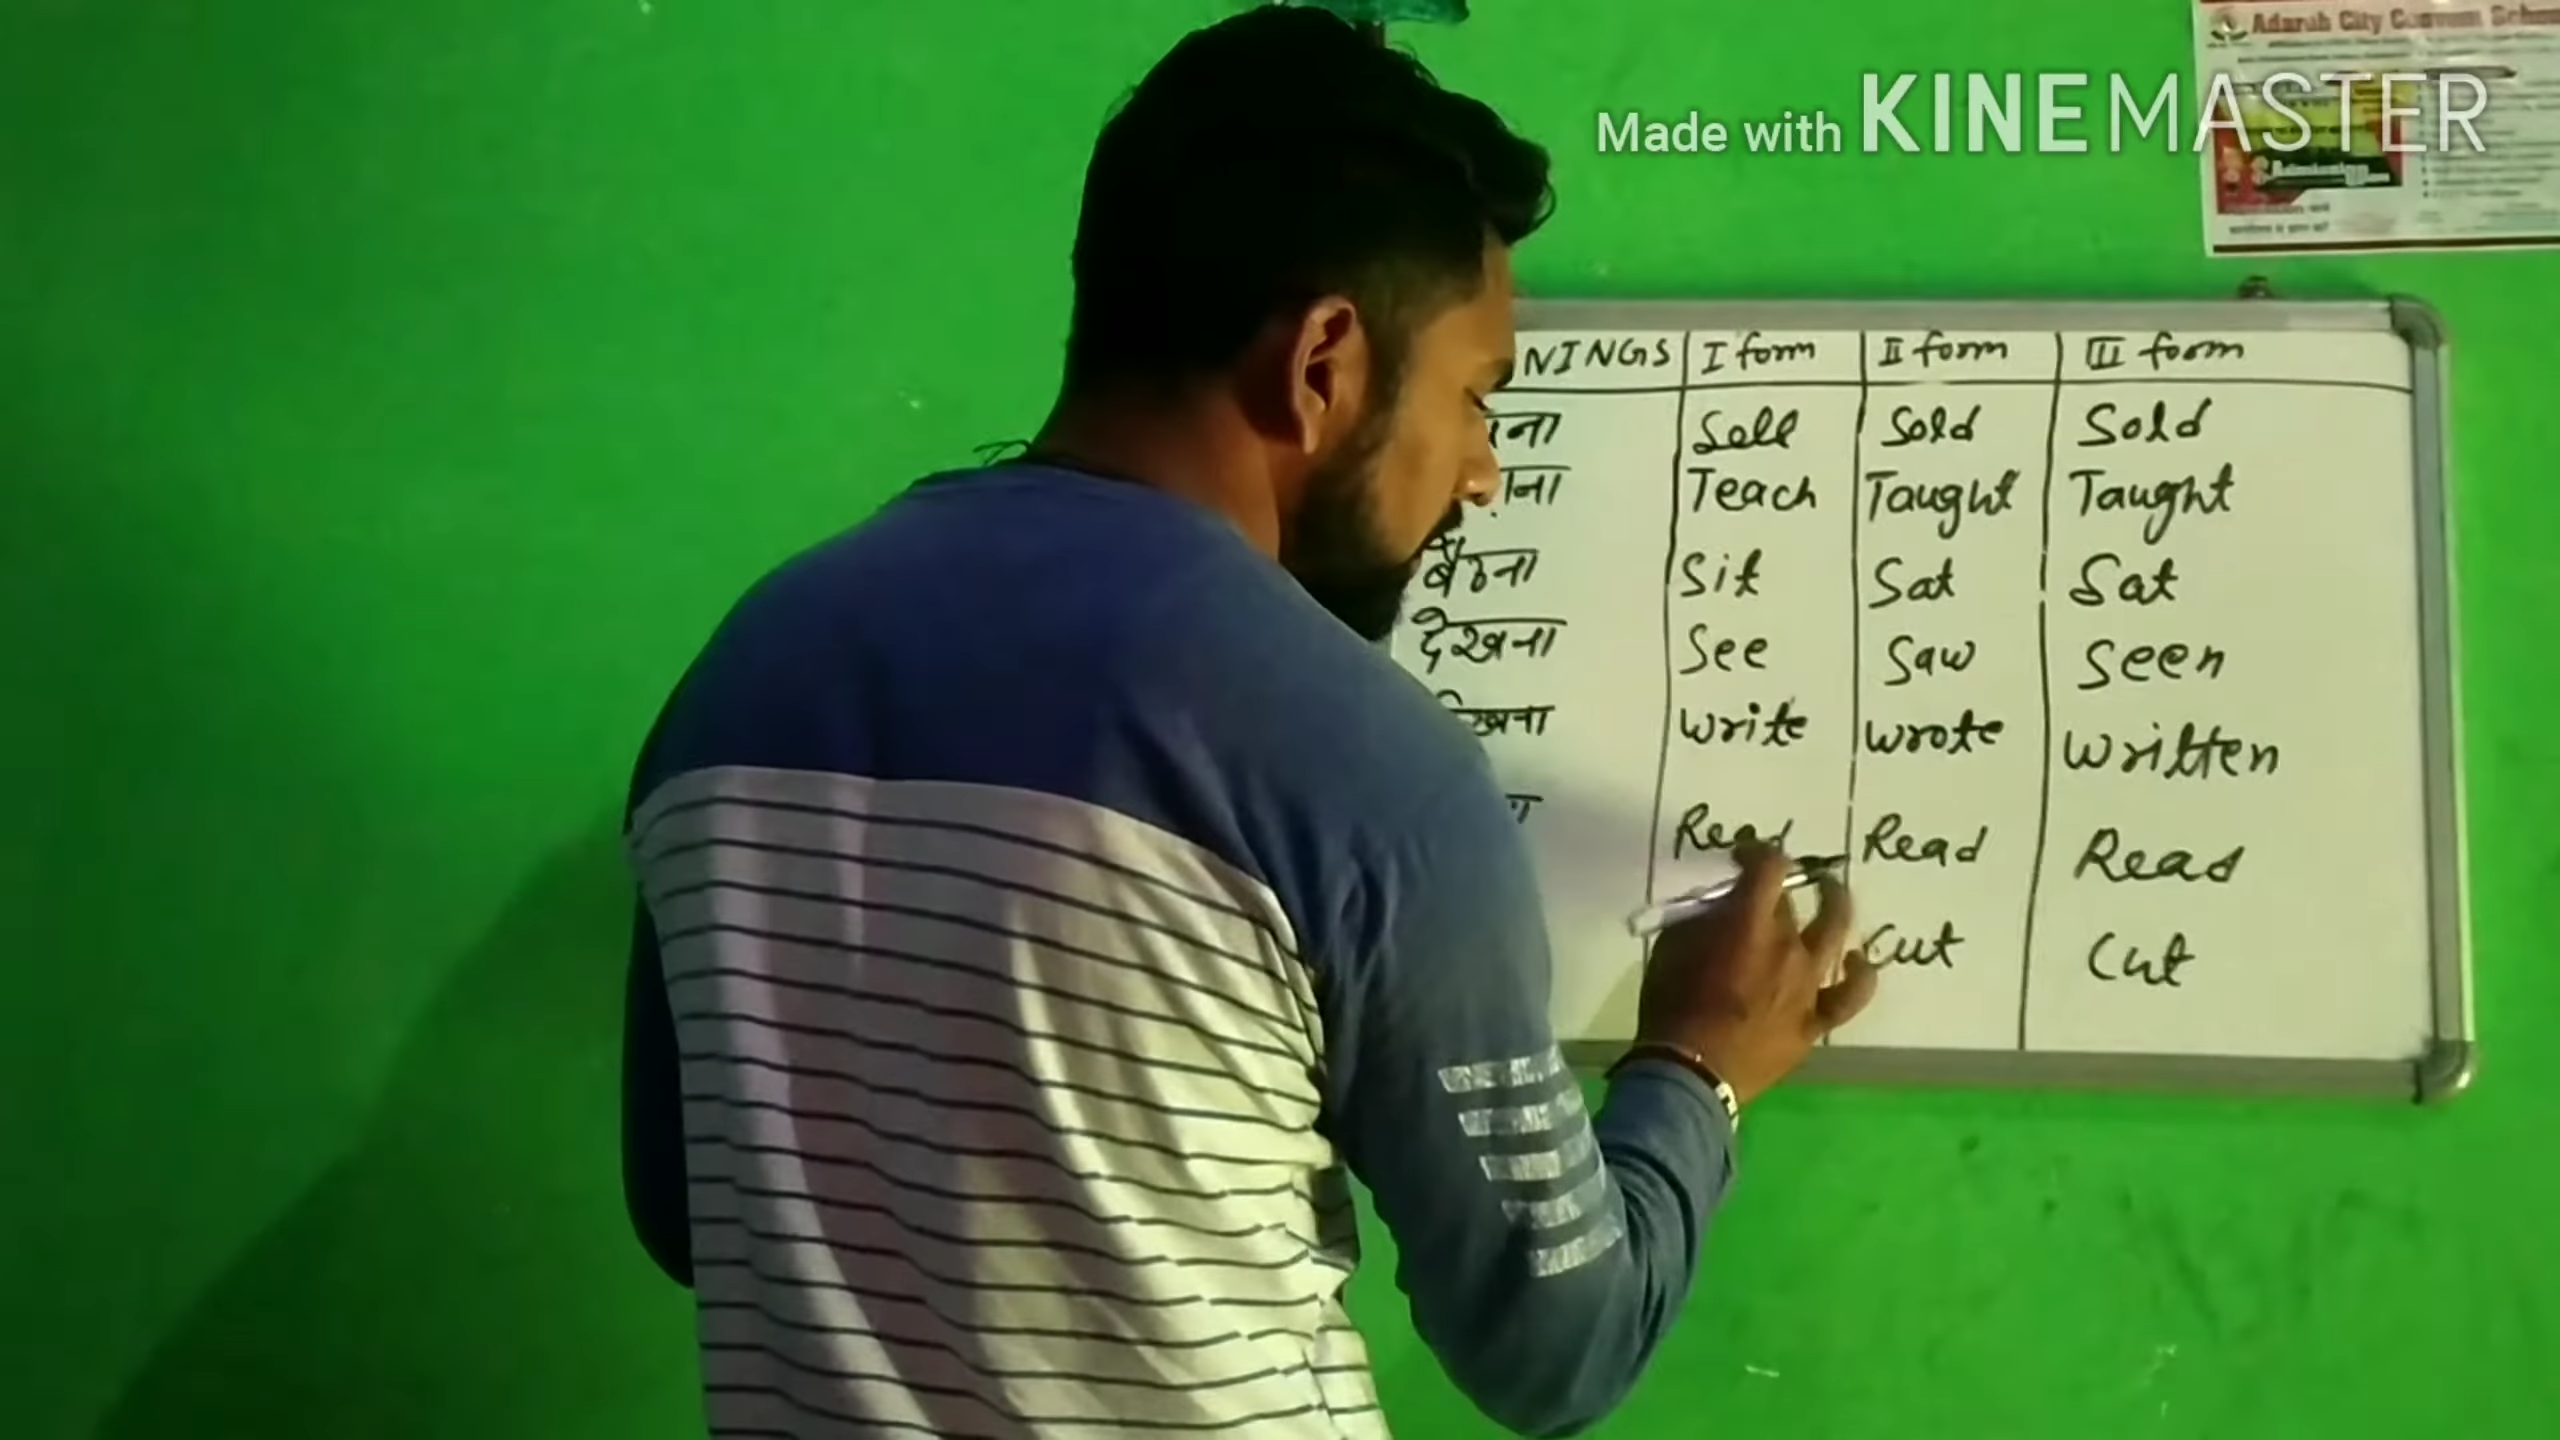 Adarsh City Convent School
Made with KINEMASTER
Admission
NINGS I form II form III form
Sell Sold Sold
Teach Taught Taught
बैठना Sit Sat Sat
देखना See Saw Seen
write wrote written
Read Read Read
Cut Cut